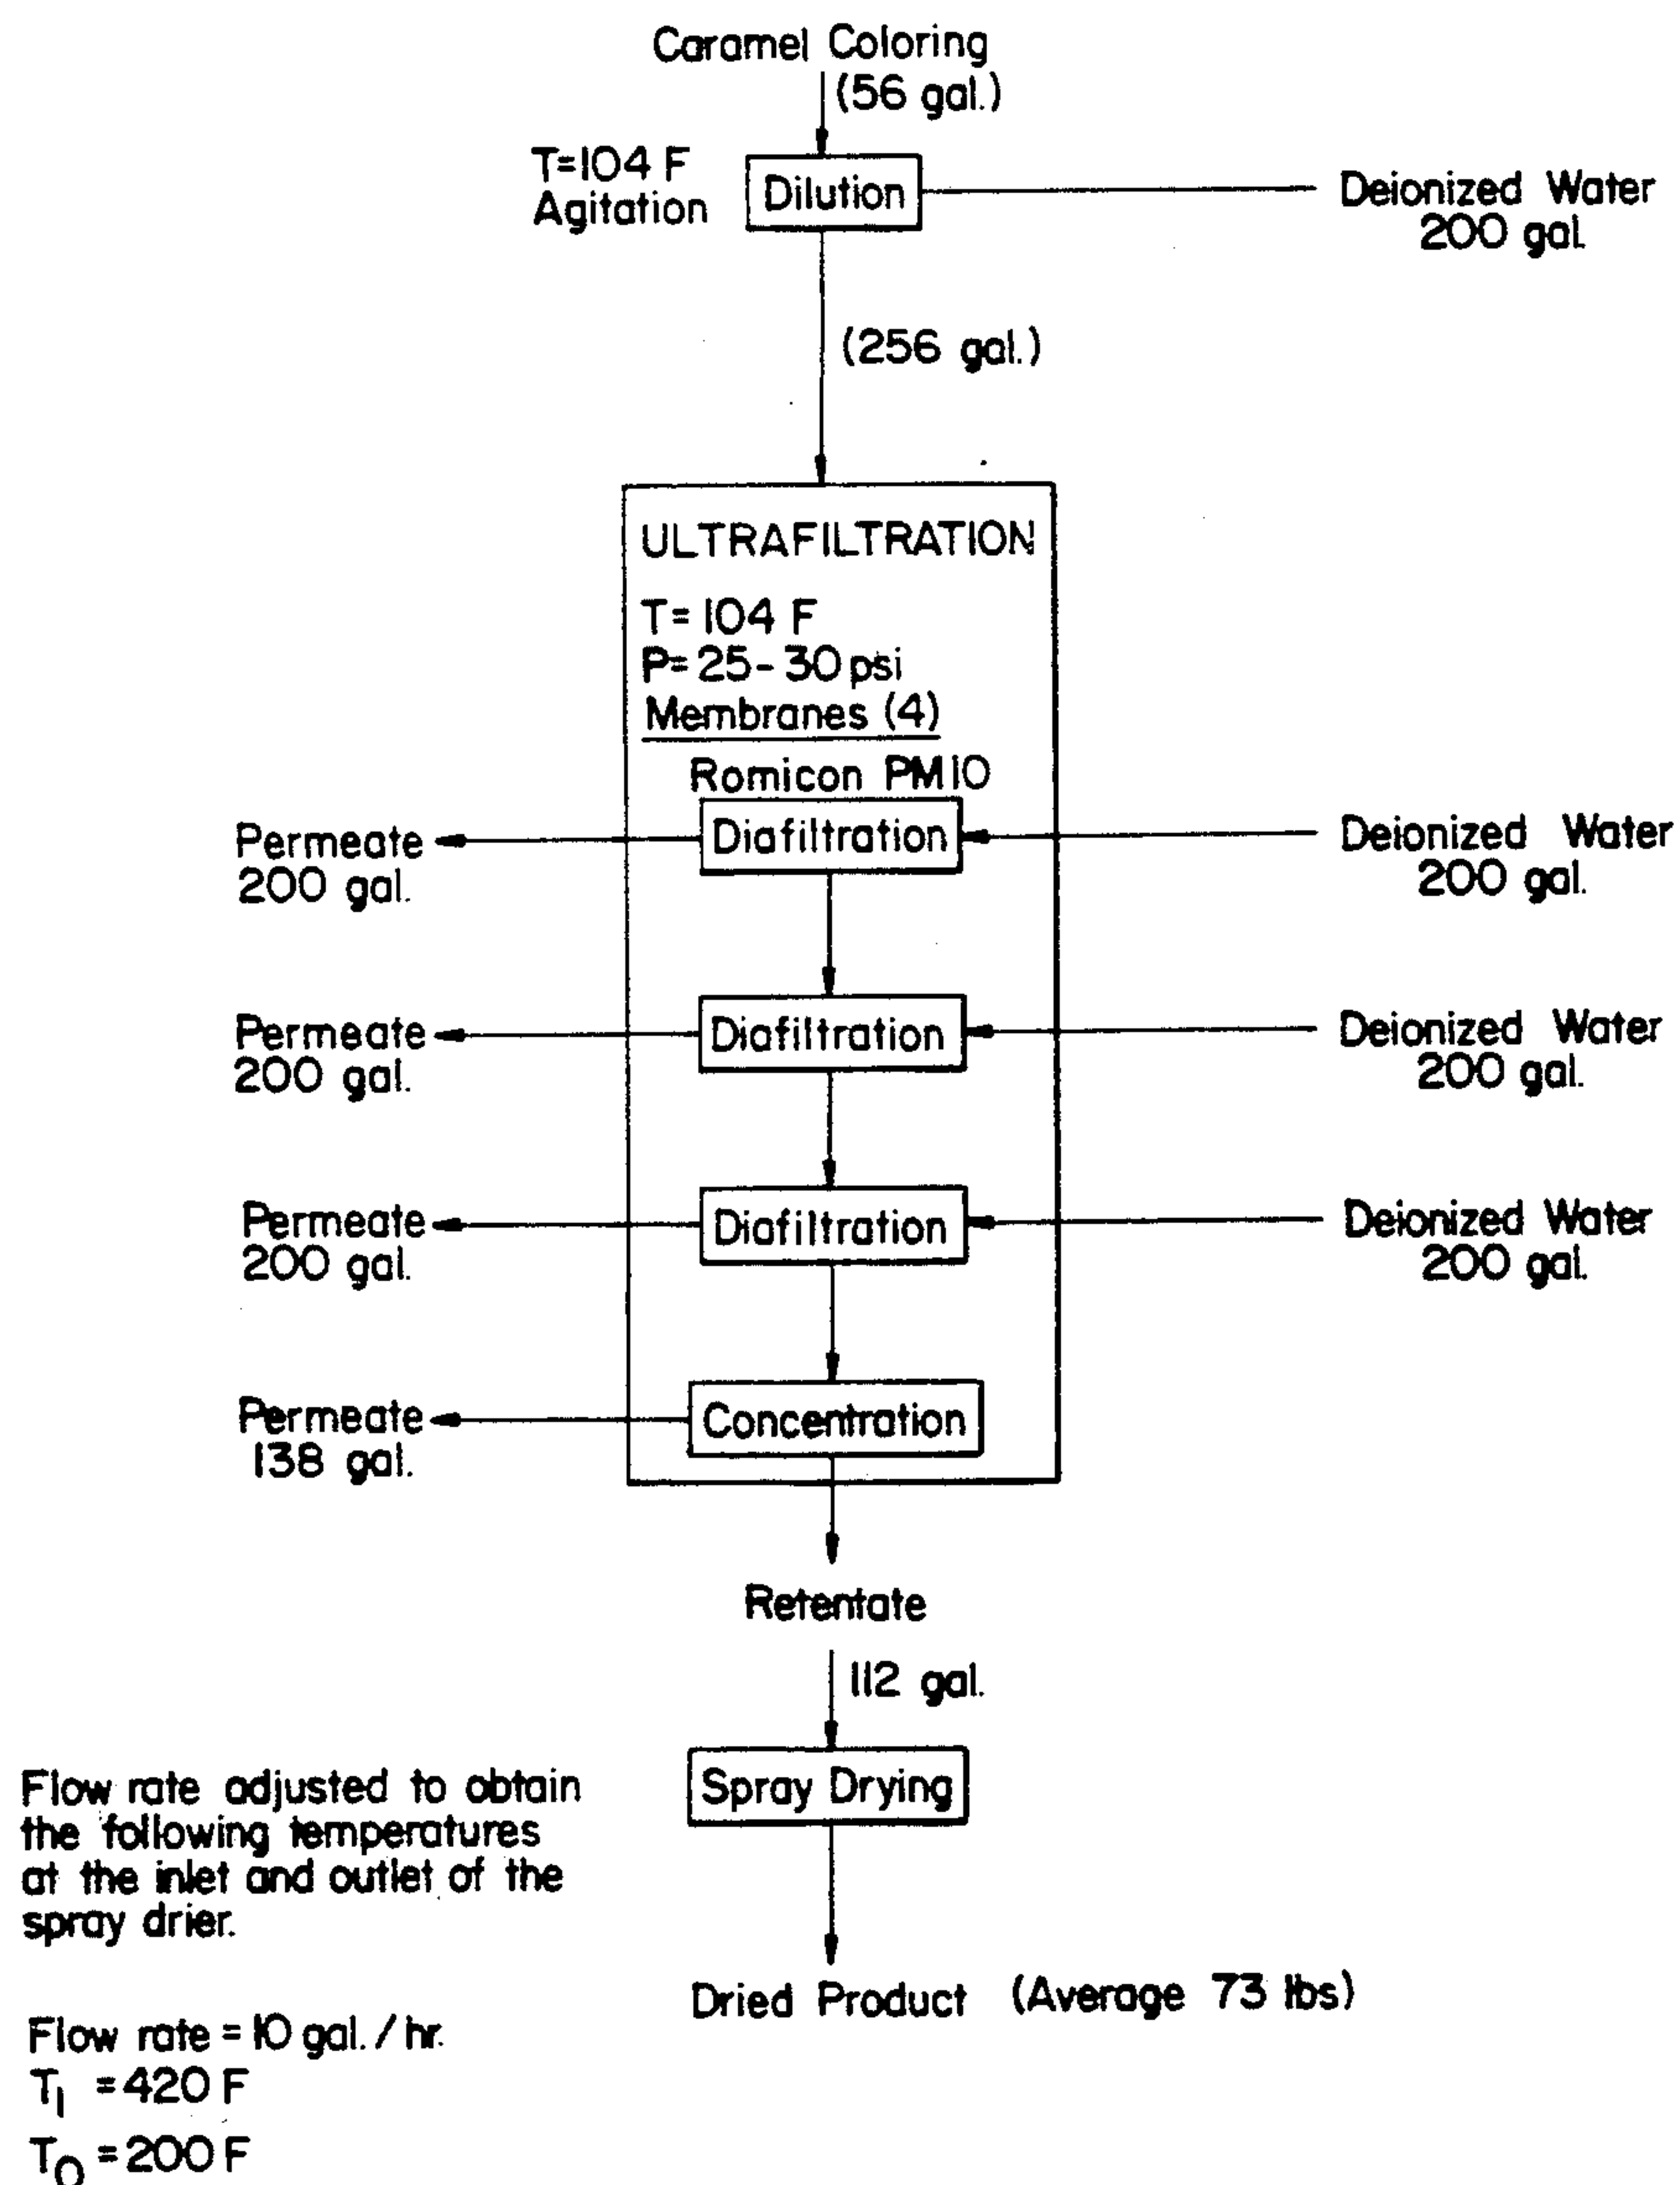 Caramel Coloring
(56 gal.)
T=104 F
Agitation
Dilution
Deionized Water
200 gal.
(256 gal.)
ULTRAFILTRATION
T= 104 F
P= 25-30 psi
Membranes (4)
Romicon PM10
Permeate
200 gal.
Diafiltration
Deionized Water
200 gal.
Permeate
200 gal.
Diafiltration
Deionized Water
200 gal.
Permeate
200 gal.
Diafiltration
Deionized Water
200 gal.
Permeate
138 gal.
Concentration
Retentate
112 gal.
Spray Drying
Flow rate adjusted to obtain
the following temperatures
at the inlet and outlet of the
spray drier.
Dried Product (Average 73 lbs)
Flow rate = 10 gal./hr.
TI = 420 F
TO = 200 F